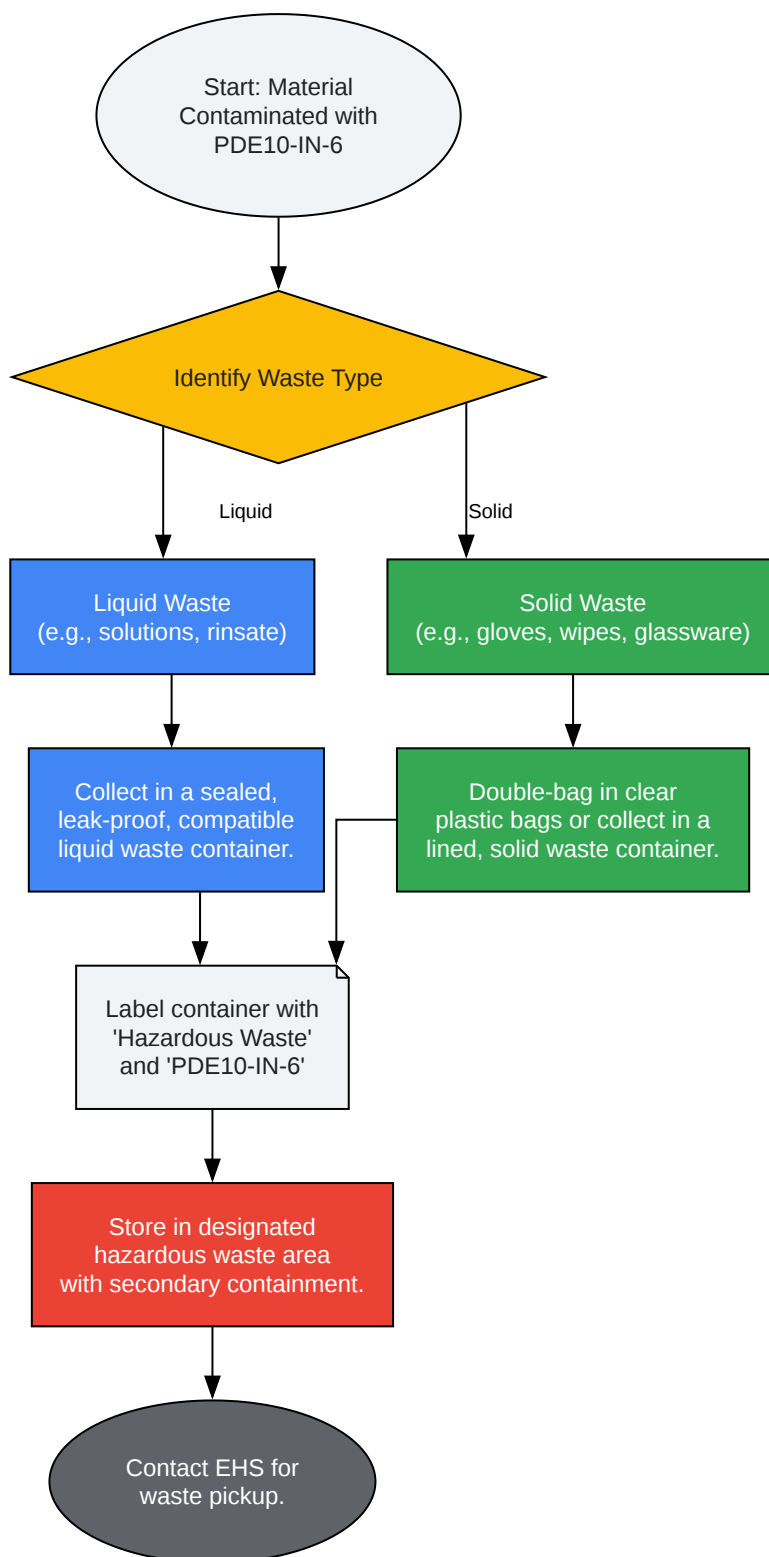 Start: Material
Contaminated with
PDE10-IN-6
Identify Waste Type
Liquid
Solid
Liquid Waste
(e.g., solutions, rinsate)
Solid Waste
(e.g., gloves, wipes, glassware)
Collect in a sealed,
leak-proof, compatible
liquid waste container.
Double-bag in clear
plastic bags or collect in a
lined, solid waste container.
Label container with
'Hazardous Waste'
and 'PDE10-IN-6'
Store in designated
hazardous waste area
with secondary containment.
Contact EHS for
waste pickup.